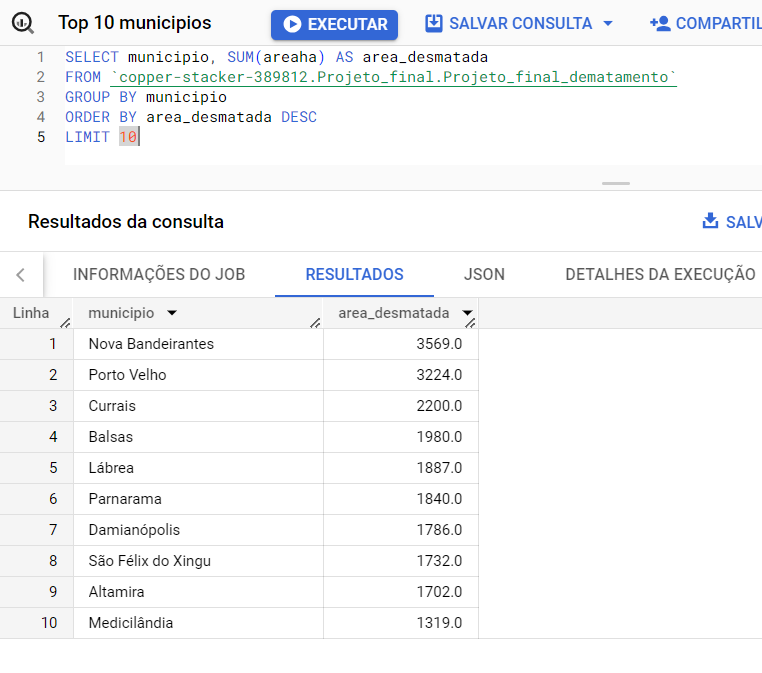 Top 10 municipios EXECUTAR SALVAR CONSULTA COMPARTIL
1 SELECT municipio, SUM(areaha) AS area_desmatada
2 FROM `copper-stacker-389812.Projeto_final.Projeto_final_dematamento`
3 GROUP BY municipio
4 ORDER BY area_desmatada DESC
5 LIMIT 10
Resultados da consulta SALV
INFORMAÇÕES DO JOB RESULTADOS JSON DETALHES DA EXECUÇÃO
Linha municipio area_desmatada
1 Nova Bandeirantes 3569.0
2 Porto Velho 3224.0
3 Currais 2200.0
4 Balsas 1980.0
5 Lábrea 1887.0
6 Parnarama 1840.0
7 Damianópolis 1786.0
8 São Félix do Xingu 1732.0
9 Altamira 1702.0
10 Medicilândia 1319.0